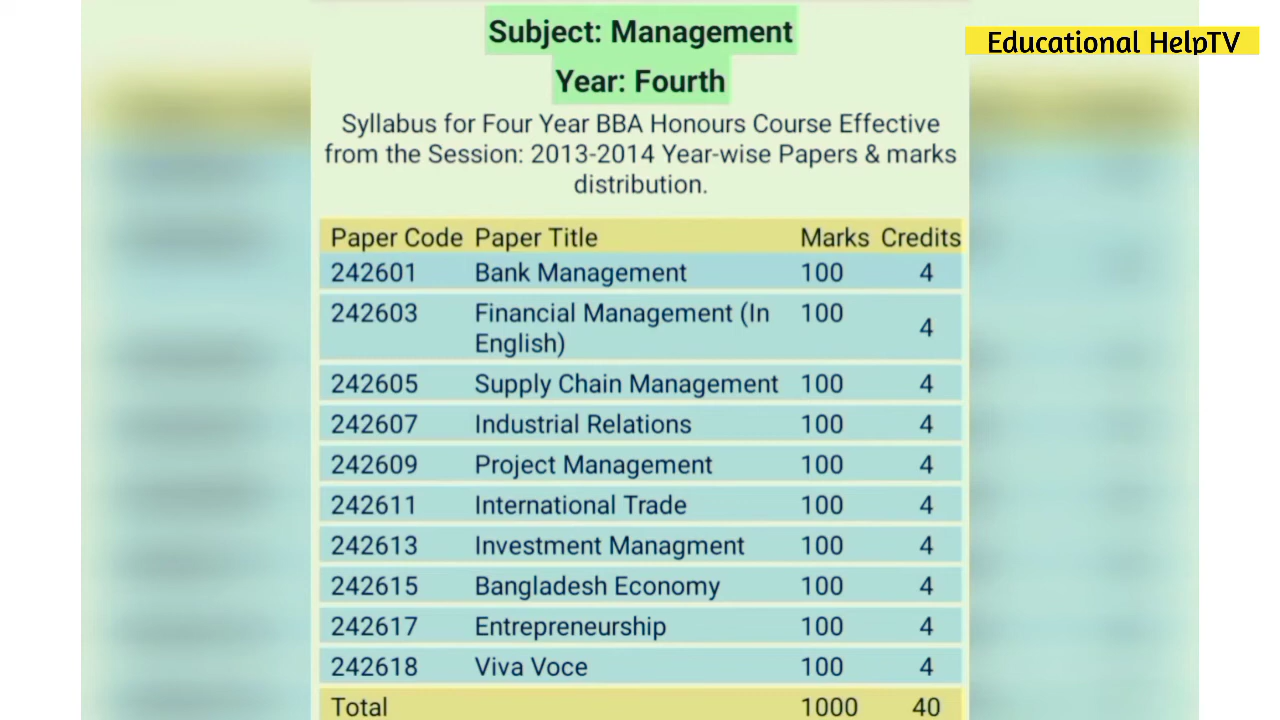 Subject: Management
Educational HelpTV
Year: Fourth
Syllabus for Four Year BBA Honours Course Effective
from the Session: 2013-2014 Year-wise Papers & marks
distribution.
Paper Code Paper Title Marks Credits
242601 Bank Management 100 4
242603 Financial Management (In 100 4
English)
242605 Supply Chain Management 100 4
242607 Industrial Relations 100 4
242609 Project Management 100 4
242611 International Trade 100 4
242613 Investment Managment 100 4
242615 Bangladesh Economy 100 4
242617 Entrepreneurship 100 4
242618 Viva Voce 100 4
Total 1000 40